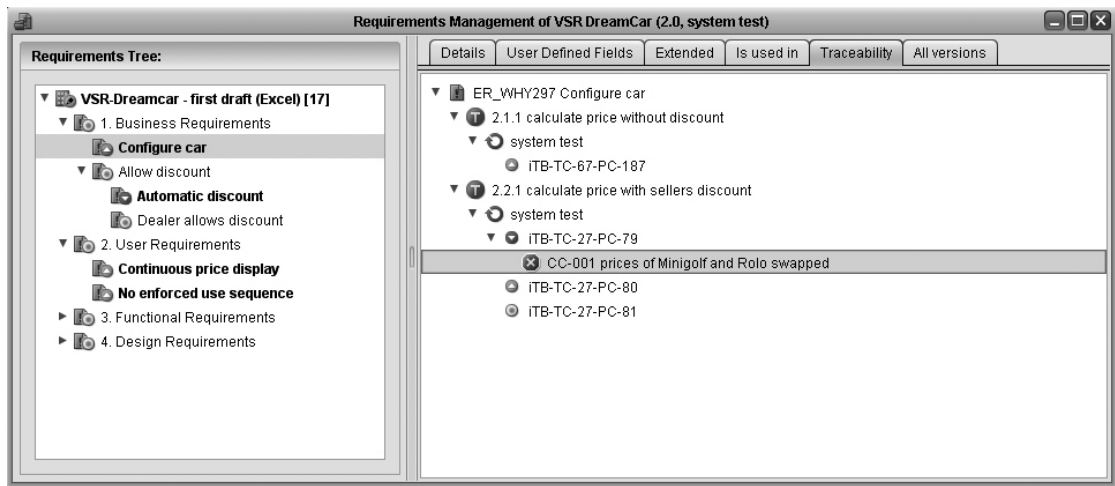 Requirements Management of VSR DreamCar (2.0, system test)
Requirements Tree:
VSR-Dreamcar - first draft (Excel) [17]
1. Business Requirements
Configure car
Allow discount
Automatic discount
Dealer allows discount
2. User Requirements
Continuous price display
No enforced use sequence
3. Functional Requirements
4. Design Requirements
Details User Defined Fields Extended Is used in Traceability All versions
ER_WHY297 Configure car
T 2.1.1 calculate price without discount
system test
iTB-TC-67-PC-187
T 2.2.1 calculate price with sellers discount
system test
iTB-TC-27-PC-79
CC-001 prices of Minigolf and Rolo swapped
iTB-TC-27-PC-80
iTB-TC-27-PC-81